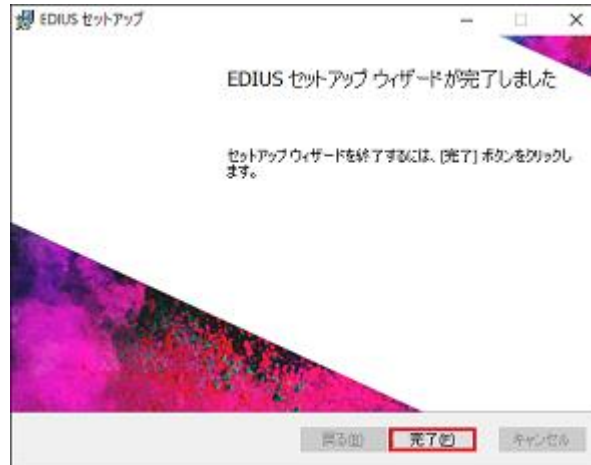 EDIUS セットアップ
EDIUS セットアップ ウィザードが完了しました
セットアップ ウィザードを終了するには、[完了] ボタンをクリックし
ます。
戻る(B) 完了(F) キャンセル